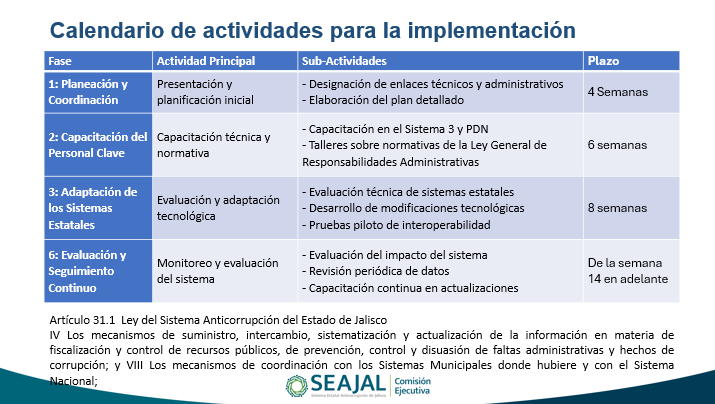 Calendario de actividades para la implementación
Fase
Actividad Principal
Sub-Actividades
Plazo
1: Planeación y
Coordinación
Presentación y
planificación inicial
- Designación de enlaces técnicos y administrativos
- Elaboración del plan detallado
4 Semanas
2: Capacitación del
Personal Clave
Capacitación técnica y
normativa
- Capacitación en el Sistema 3 y PDN
- Talleres sobre normativas de la Ley General de
Responsabilidades Administrativas
6 semanas
3: Adaptación de
los Sistemas
Estatales
Evaluación y adaptación
tecnológica
- Evaluación técnica de sistemas estatales
- Desarrollo de modificaciones tecnológicas
- Pruebas piloto de interoperabilidad
8 semanas
6: Evaluación y
Seguimiento
Continuo
Monitoreo y evaluación
del sistema
- Evaluación del impacto del sistema
- Revisión periódica de datos
- Capacitación continua en actualizaciones
De la semana
14 en adelante
Artículo 31.1 Ley del Sistema Anticorrupción del Estado de Jalisco
IV Los mecanismos de suministro, intercambio, sistematización y actualización de la información en materia de
fiscalización y control de recursos públicos, de prevención, control y disuasión de faltas administrativas y hechos de
corrupción; y VIII Los mecanismos de coordinación con los Sistemas Municipales donde hubiere y con el Sistema
Nacional;
SEAJAL
Sistema Estatal Anticorrupción de Jalisco
Comisión
Ejecutiva